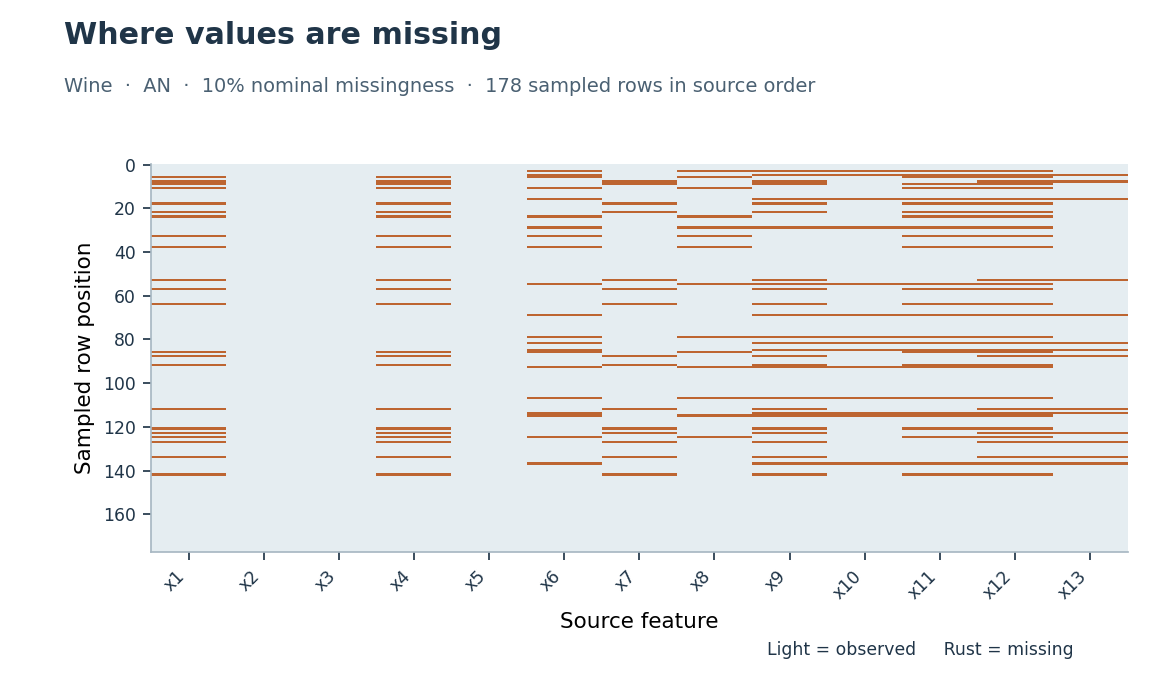 Where values are missing
Wine · AN · 10% nominal missingness · 178 sampled rows in source order
Sampled row position
0
20
40
60
80
100
120
140
160
x1 x2 x3 x4 x5 x6 x7 x8 x9 x10 x11 x12 x13
Source feature
Light = observed Rust = missing